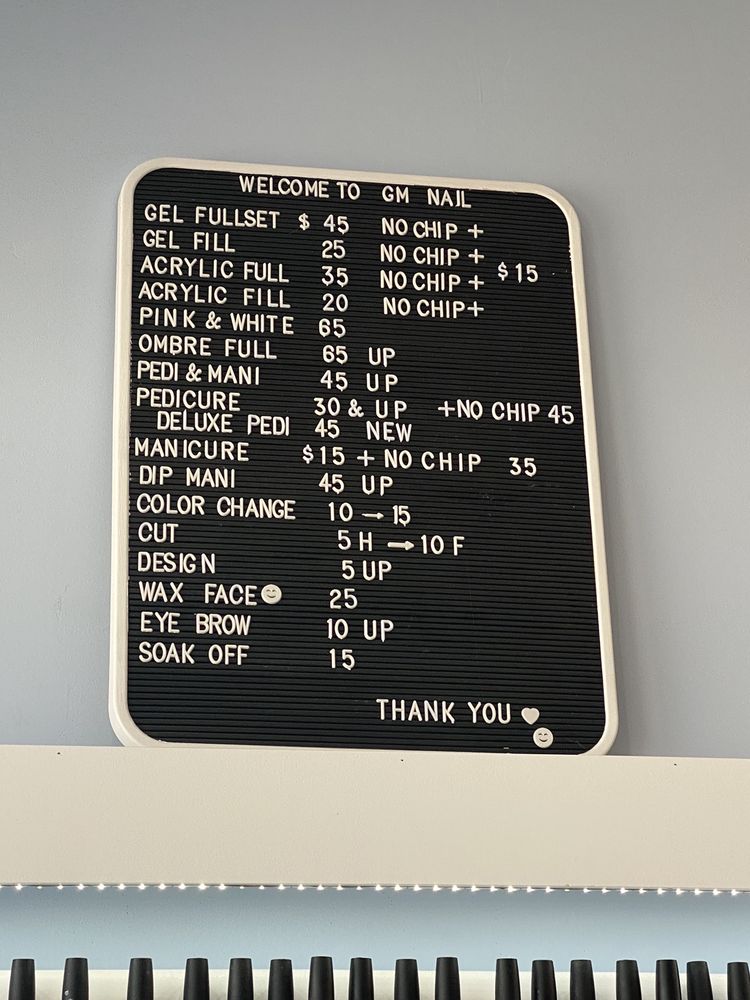 WELCOME TO GM NAIL
GEL FULLSET $ 45 NO CHIP +
GEL FILL 25 NO CHIP +
ACRYLIC FULL 35 NO CHIP + $15
ACRYLIC FILL 20 NO CHIP+
PINK & WHITE 65
OMBRE FULL 65 UP
PEDI & MANI 45 UP
PEDICURE 30 & UP +NO CHIP 45
DELUXE PEDI 45 NEW
MANICURE $15 + NO CHIP 35
DIP MANI 45 UP
COLOR CHANGE 10 → 15
CUT 5 H → 10 F
DESIGN 5 UP
WAX FACE😊 25
EYE BROW 10 UP
SOAK OFF 15
THANK YOU ♥
😊